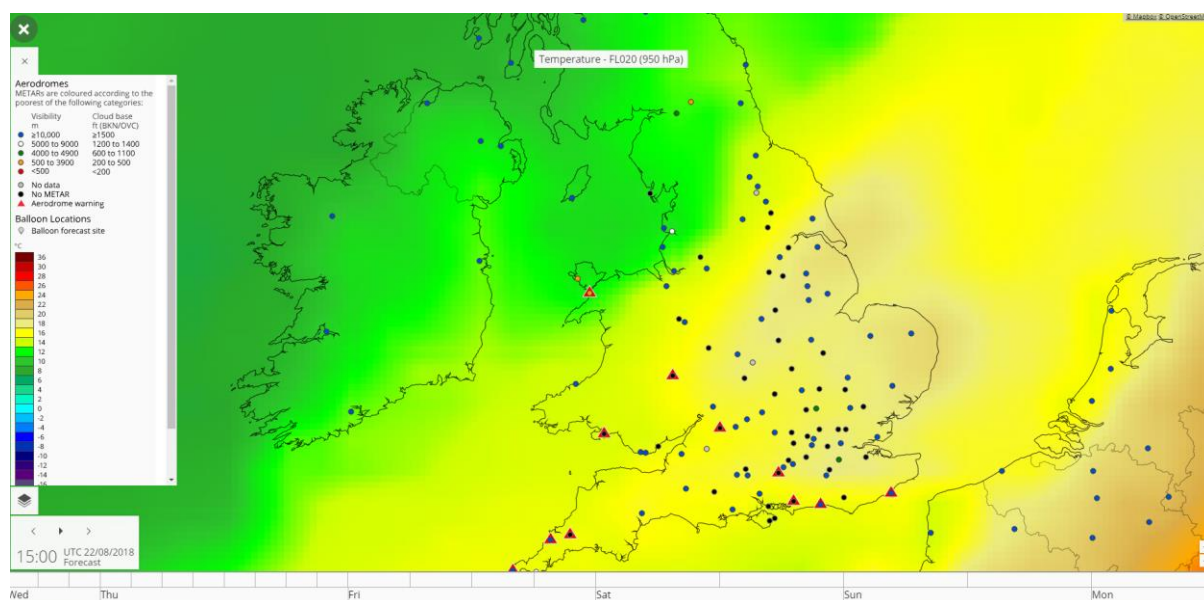 © Mapbox © OpenStreetM
Temperature - FL020 (950 hPa)
Aerodromes
METARs are coloured according to the
poorest of the following categories:
Visibility Cloud base
m ft (BKN/OVC)
≥10,000 ≥1500
5000 to 9000 1200 to 1400
4000 to 4900 600 to 1100
500 to 3900 200 to 500
<500 <200
No data
No METAR
Aerodrome warning
Balloon Locations
Balloon forecast site
°C
36
30
28
26
24
22
20
18
16
14
12
10
8
6
4
2
0
-2
-4
-6
-8
-10
-12
-14
-16
15:00 UTC 22/08/2018
Forecast
Wed Thu Fri Sat Sun Mon